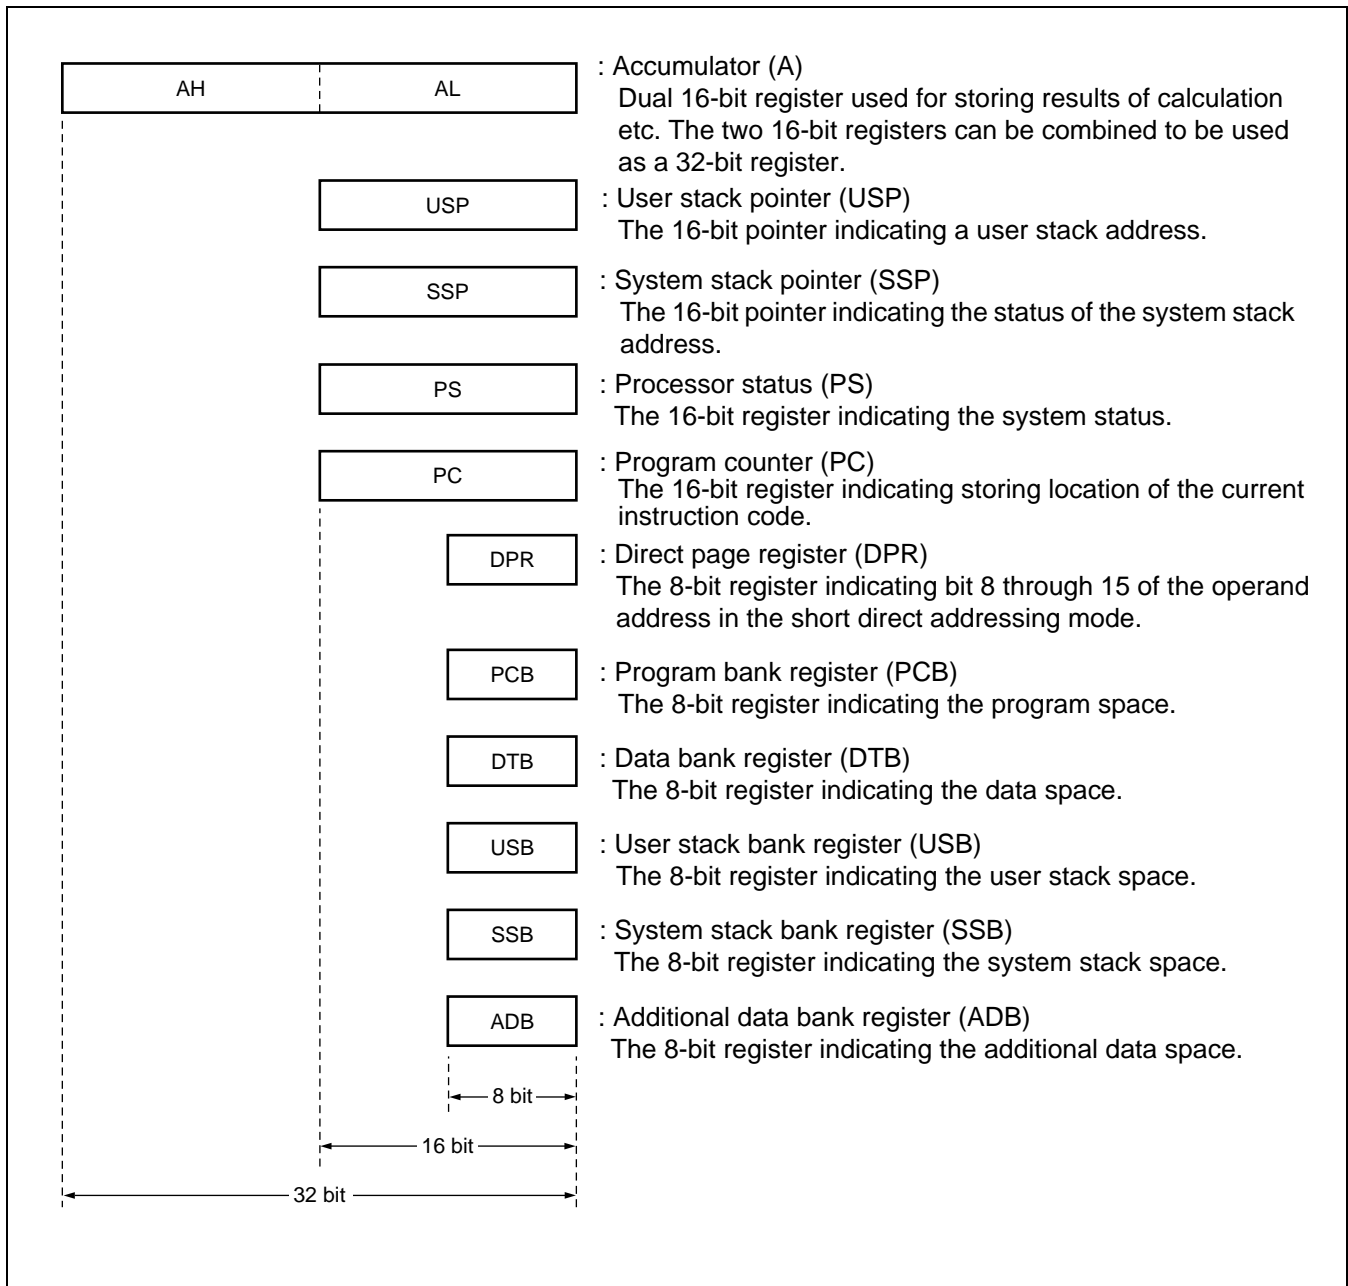 AH AL : Accumulator (A)
Dual 16-bit register used for storing results of calculation
etc. The two 16-bit registers can be combined to be used
as a 32-bit register.
USP : User stack pointer (USP)
The 16-bit pointer indicating a user stack address.
SSP : System stack pointer (SSP)
The 16-bit pointer indicating the status of the system stack
address.
PS : Processor status (PS)
The 16-bit register indicating the system status.
PC : Program counter (PC)
The 16-bit register indicating storing location of the current
instruction code.
DPR : Direct page register (DPR)
The 8-bit register indicating bit 8 through 15 of the operand
address in the short direct addressing mode.
PCB : Program bank register (PCB)
The 8-bit register indicating the program space.
DTB : Data bank register (DTB)
The 8-bit register indicating the data space.
USB : User stack bank register (USB)
The 8-bit register indicating the user stack space.
SSB : System stack bank register (SSB)
The 8-bit register indicating the system stack space.
ADB : Additional data bank register (ADB)
The 8-bit register indicating the additional data space.
8 bit
16 bit
32 bit